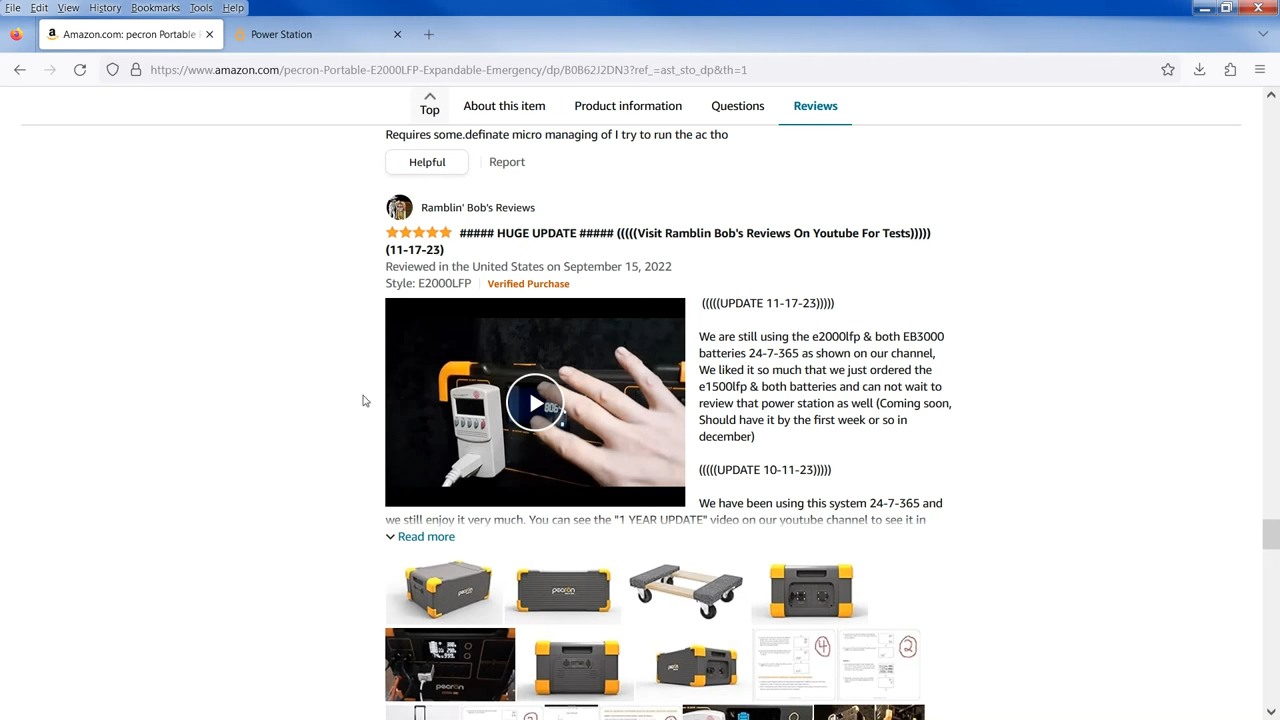 File Edit View History Bookmarks Tools Help
Amazon.com: pecron Portable P
Power Station
https://www.amazon.com/pecron-Portable-E2000LFP-Expandable-Emergency/dp/B0B62J2DN3?ref_=ast_sto_dp&th=1
Top About this item Product information Questions Reviews
Requires some.definate micro managing of I try to run the ac tho
Helpful Report
Ramblin' Bob's Reviews
##### HUGE UPDATE ##### (((((Visit Ramblin Bob's Reviews On Youtube For Tests)))))
(11-17-23)
Reviewed in the United States on September 15, 2022
Style: E2000LFP Verified Purchase
(((((UPDATE 11-17-23)))))
We are still using the e2000lfp & both EB3000
batteries 24-7-365 as shown on our channel,
We liked it so much that we just ordered the
e1500lfp & both batteries and can not wait to
review that power station as well (Coming soon,
Should have it by the first week or so in
december)
(((((UPDATE 10-11-23)))))
We have been using this system 24-7-365 and
we still enjoy it very much. You can see the "1 YEAR UPDATE" video on our youtube channel to see it in
Read more
pecron
pecron
pecron
pecron
4
2